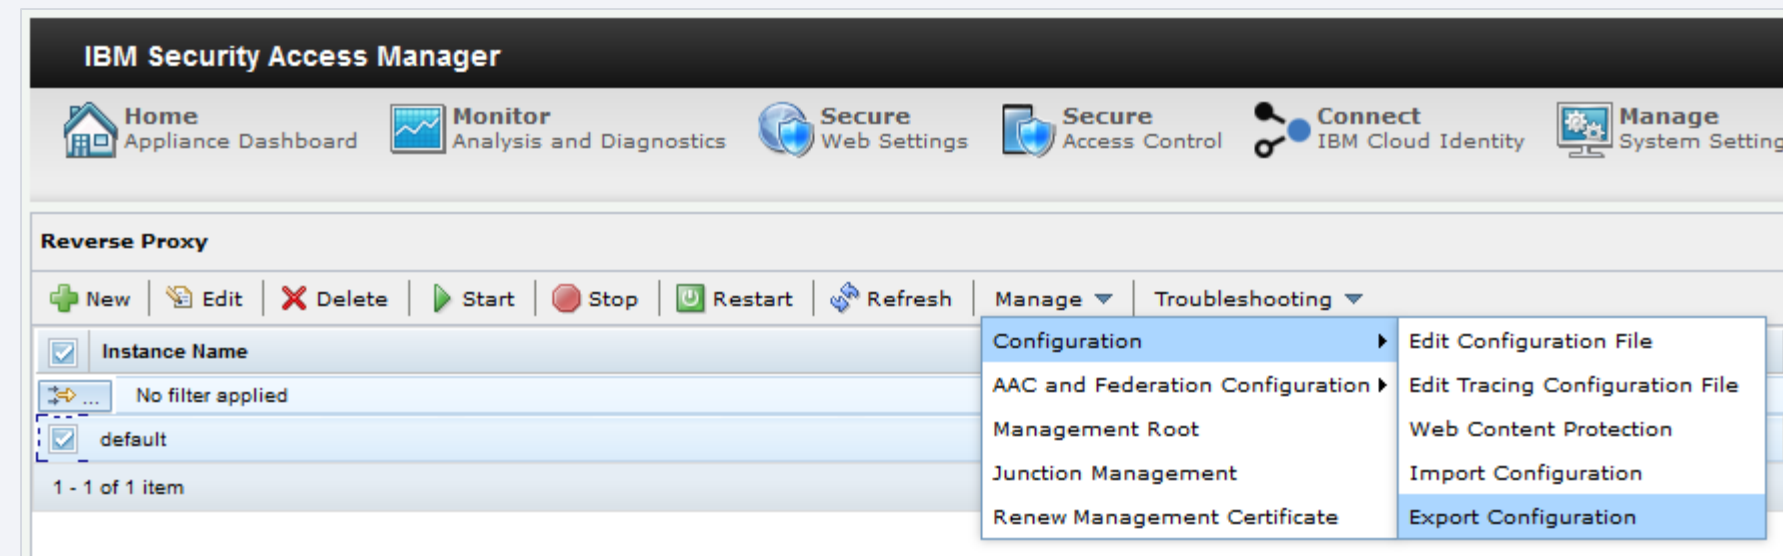 IBM Security Access Manager
Home
Appliance Dashboard
Monitor
Analysis and Diagnostics
Secure
Web Settings
Secure
Access Control
Connect
IBM Cloud Identity
Manage
System Setting
Reverse Proxy
New Edit Delete Start Stop Restart Refresh Manage Troubleshooting
Instance Name
... No filter applied
default
1 - 1 of 1 item
Configuration
AAC and Federation Configuration
Management Root
Junction Management
Renew Management Certificate
Edit Configuration File
Edit Tracing Configuration File
Web Content Protection
Import Configuration
Export Configuration